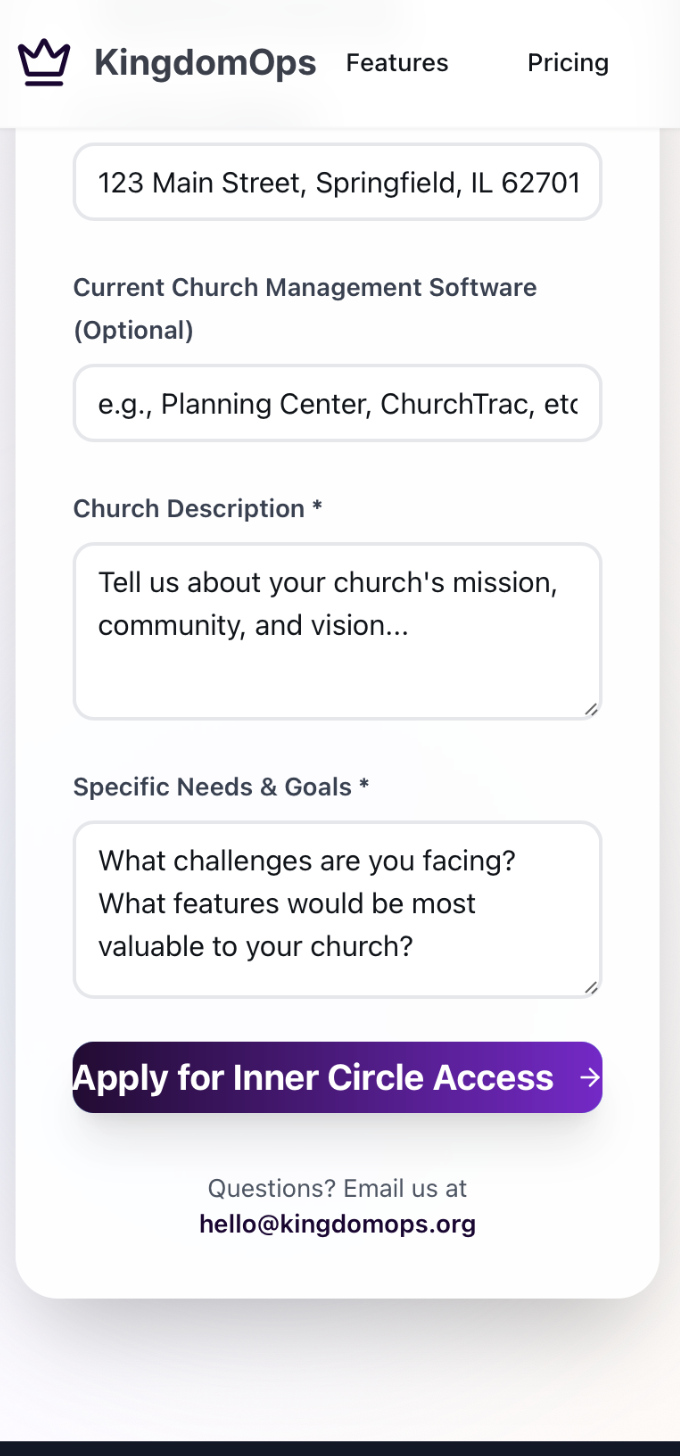 KingdomOps Features Pricing
123 Main Street, Springfield, IL 62701
Current Church Management Software
(Optional)
e.g., Planning Center, ChurchTrac, etc
Church Description *
Tell us about your church's mission,
community, and vision...
Specific Needs & Goals *
What challenges are you facing?
What features would be most
valuable to your church?
Apply for Inner Circle Access →
Questions? Email us at
hello@kingdomops.org